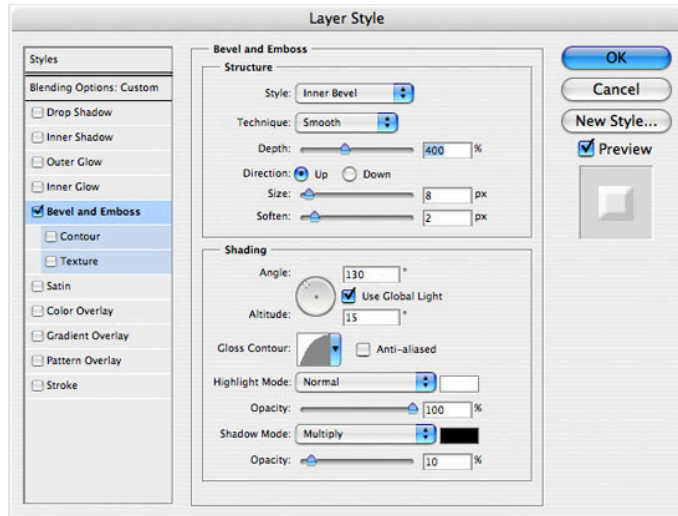 Layer Style
Styles
Blending Options: Custom
Drop Shadow
Inner Shadow
Outer Glow
Inner Glow
Bevel and Emboss
Contour
Texture
Satin
Color Overlay
Gradient Overlay
Pattern Overlay
Stroke
Bevel and Emboss
Structure
Style: Inner Bevel
Technique: Smooth
Depth: 400 %
Direction: Up Down
Size: 8 px
Soften: 2 px
Shading
Angle: 130 °
Use Global Light
Altitude: 15 °
Gloss Contour: Anti-aliased
Highlight Mode: Normal
Opacity: 100 %
Shadow Mode: Multiply
Opacity: 10 %
OK
Cancel
New Style...
Preview